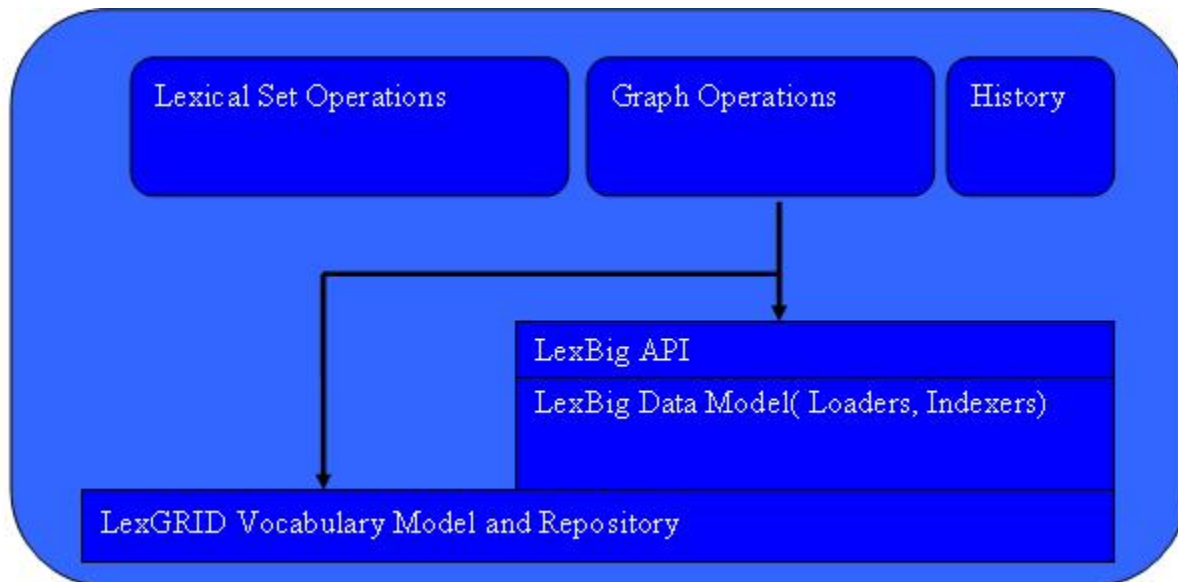 Lexical Set Operations
Graph Operations
History
LexBig API
LexBig Data Model( Loaders, Indexers)
LexGRID Vocabulary Model and Repository